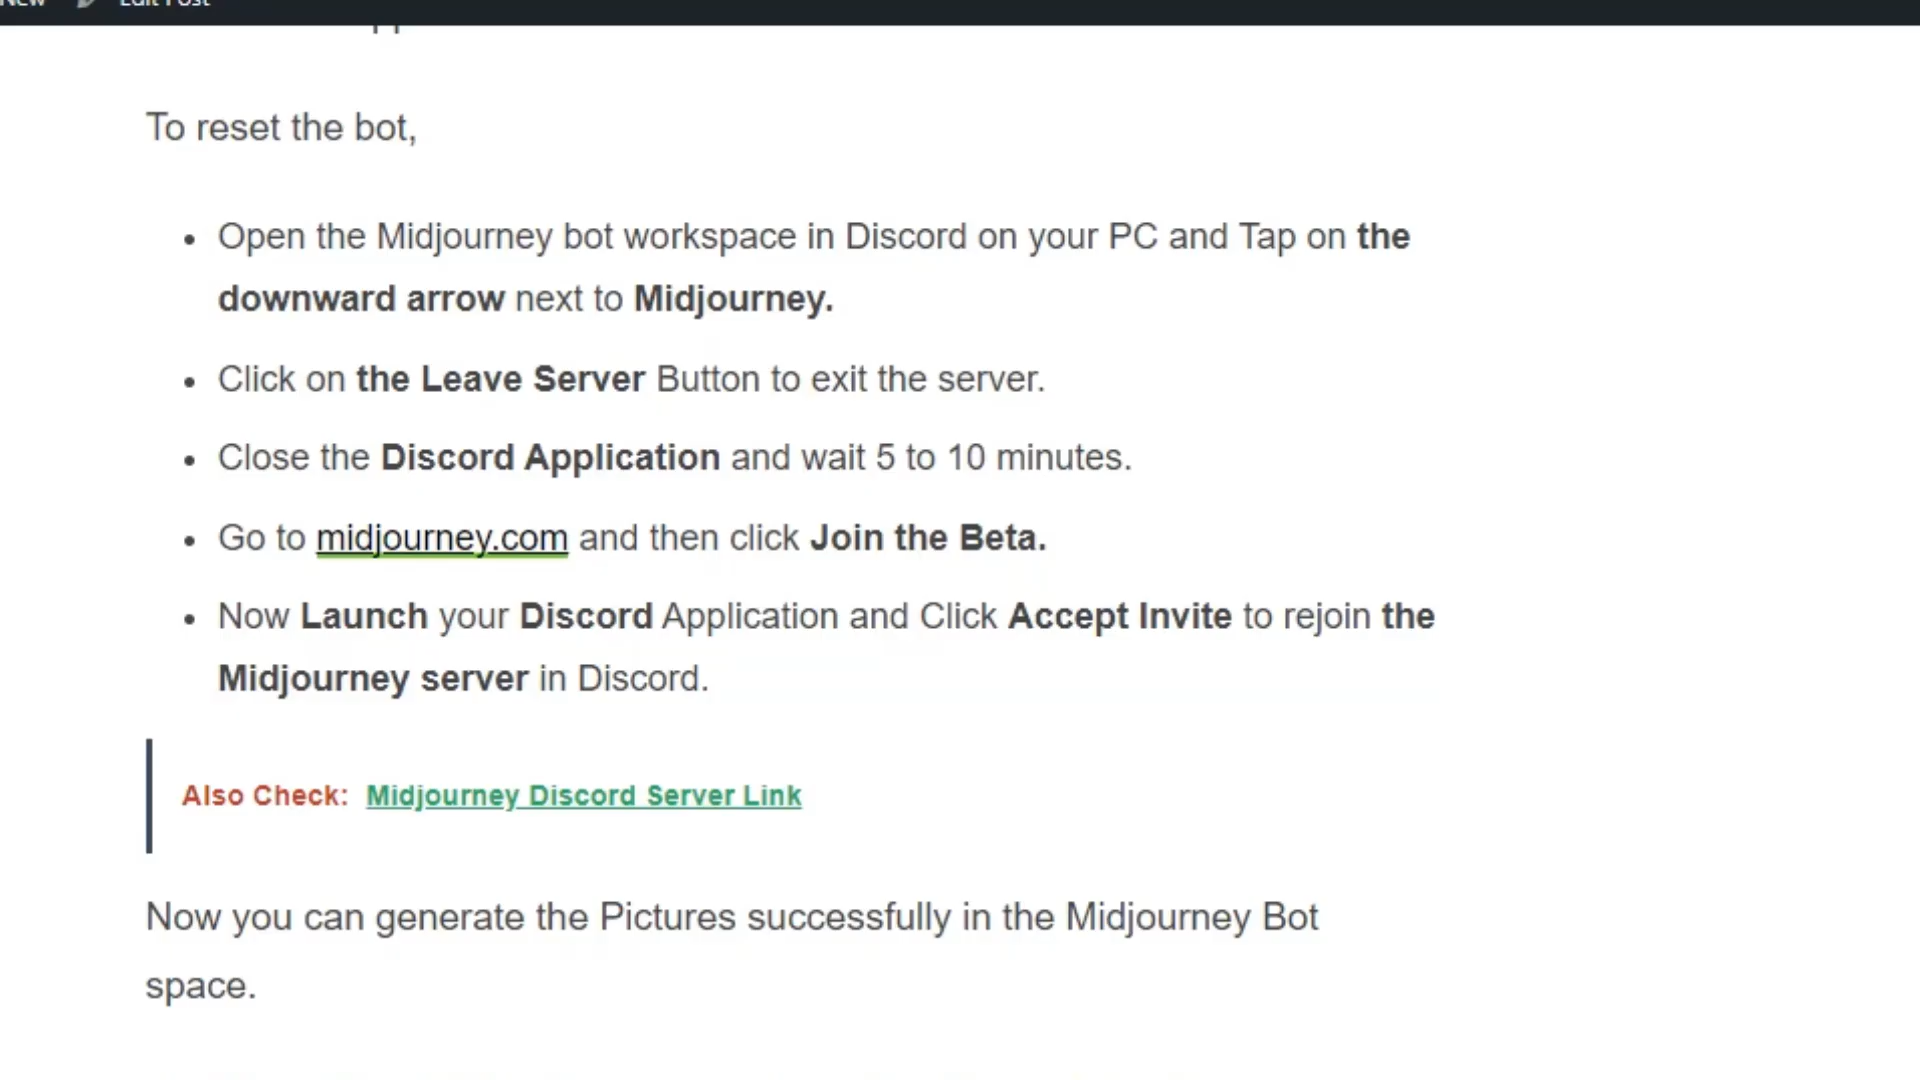 New Edit Post
To reset the bot,
Open the Midjourney bot workspace in Discord on your PC and Tap on the
downward arrow next to Midjourney.
Click on the Leave Server Button to exit the server.
Close the Discord Application and wait 5 to 10 minutes.
Go to midjourney.com and then click Join the Beta.
Now Launch your Discord Application and Click Accept Invite to rejoin the
Midjourney server in Discord.
Also Check: Midjourney Discord Server Link
Now you can generate the Pictures successfully in the Midjourney Bot
space.